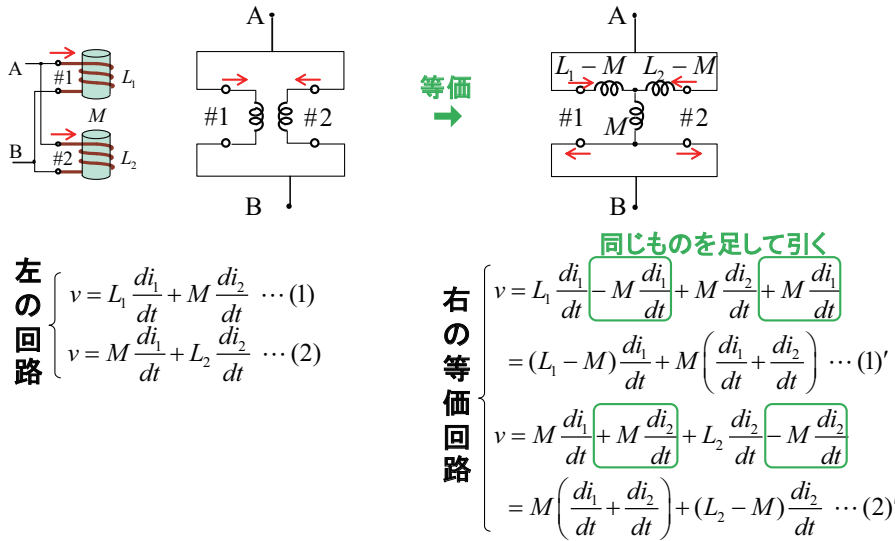 A
#1
L₁
M
B
#2
L₂
A
#1
#2
B
等価
A
L₁ − M
L₂ − M
#1
M
#2
B
左の回路
v = L₁ di₁/dt + M di₂/dt …(1)
v = M di₁/dt + L₂ di₂/dt …(2)
同じものを足して引く
右の等価回路
v = L₁ di₁/dt − M di₁/dt + M di₂/dt + M di₁/dt
= (L₁ − M) di₁/dt + M (di₁/dt + di₂/dt) …(1)′
v = M di₁/dt + M di₂/dt + L₂ di₂/dt − M di₂/dt
= M (di₁/dt + di₂/dt) + (L₂ − M) di₂/dt …(2)′